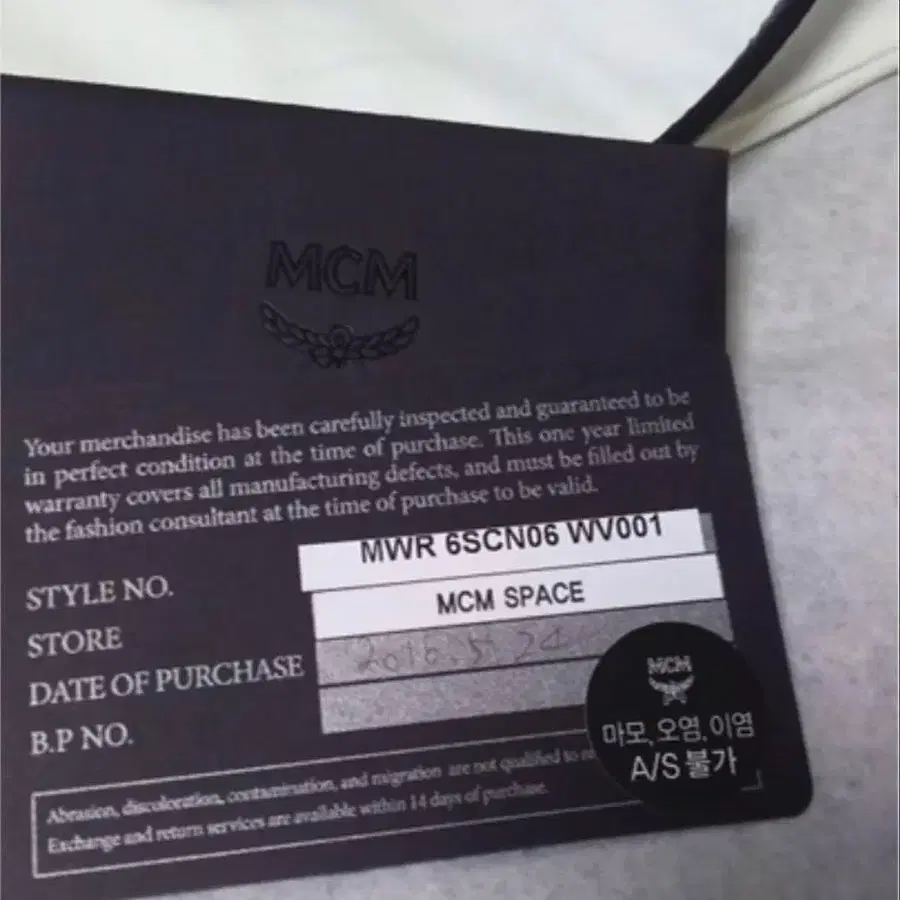 MCM
Your merchandise has been carefully inspected and guaranteed to be
in perfect condition at the time of purchase. This one year limited
warranty covers all manufacturing defects, and must be filled out by
the fashion consultant at the time of purchase to be valid.
STYLE NO. MWR 6SCN06 WV001
STORE MCM SPACE
DATE OF PURCHASE 2016. 5. 24
B.P NO.
MCM
마모, 오염, 이염
A/S 불가
Abrasion, discoloration, contamination, and migration are not qualified to
Exchange and return services are available within 14 days of purchase.